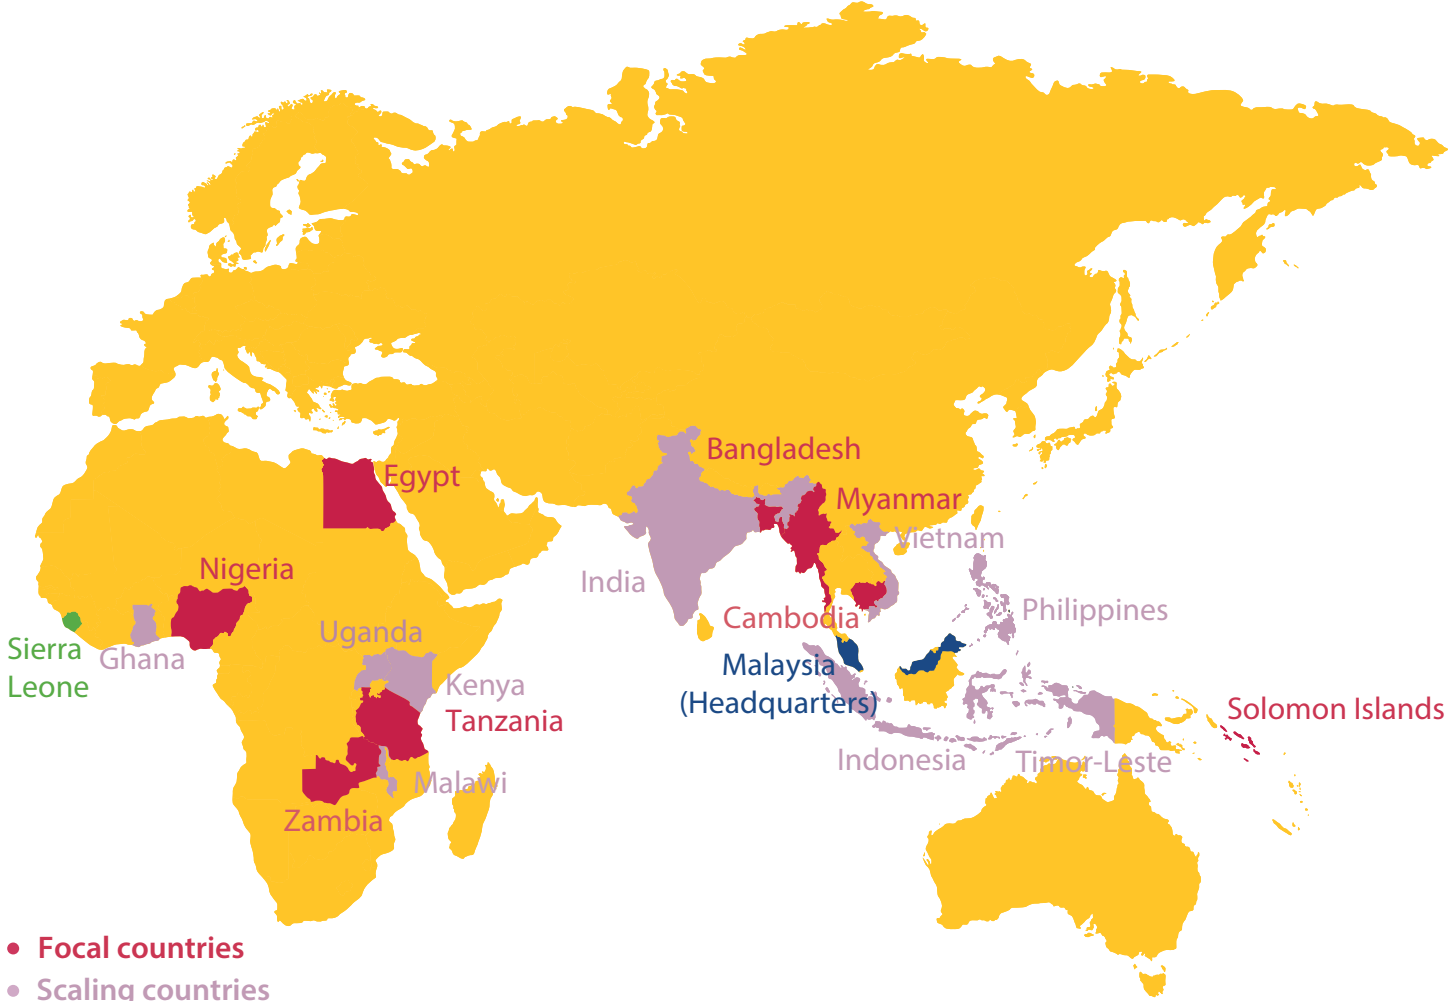 Bangladesh
Egypt
Myanmar
Vietnam
Nigeria
India
Philippines
Cambodia
Uganda
Sierra
Leone
Ghana
Malaysia
(Headquarters)
Kenya
Tanzania
Solomon Islands
Indonesia
Timor-Leste
Malawi
Zambia
• Focal countries
• Scaling countries